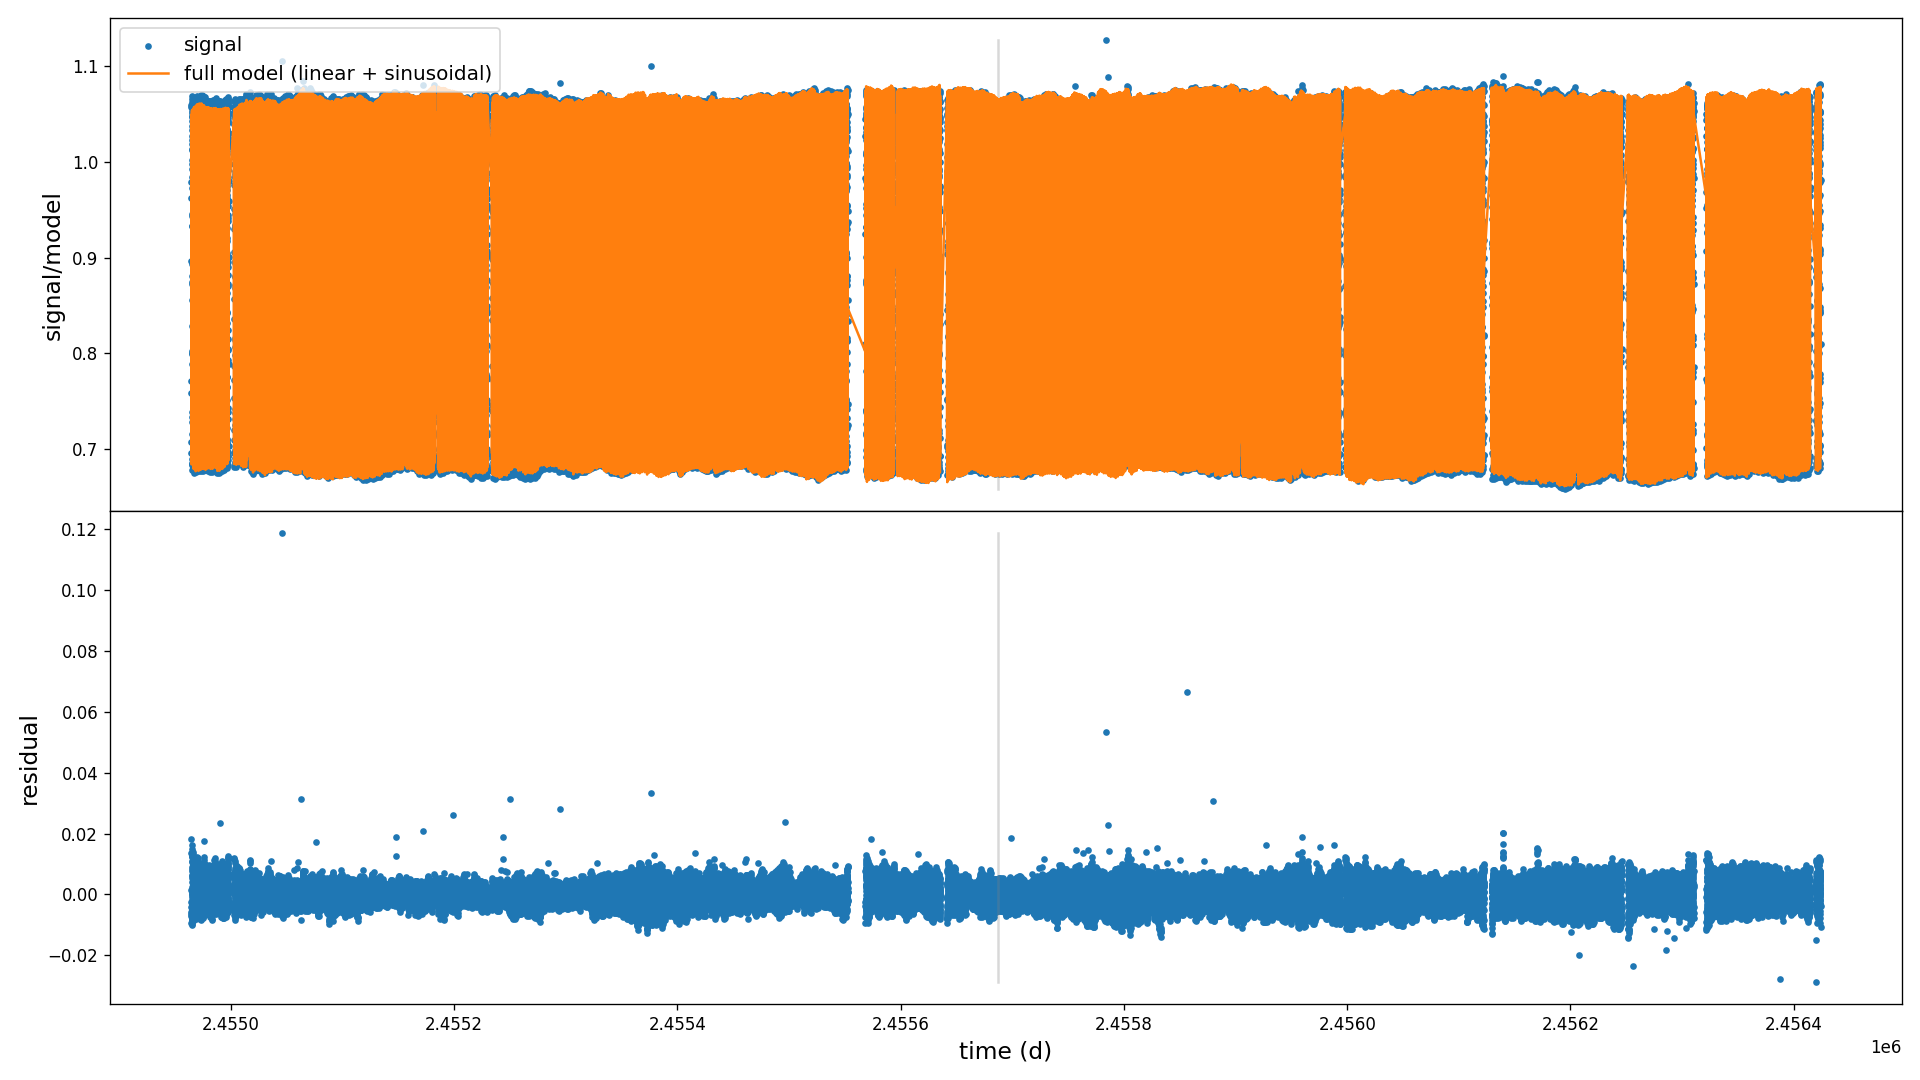 signal
full model (linear + sinusoidal)
signal/model
1.1
1.0
0.9
0.8
0.7
residual
0.12
0.10
0.08
0.06
0.04
0.02
0.00
−0.02
2.4550 2.4552 2.4554 2.4556 2.4558 2.4560 2.4562 2.4564
time (d)
1e6